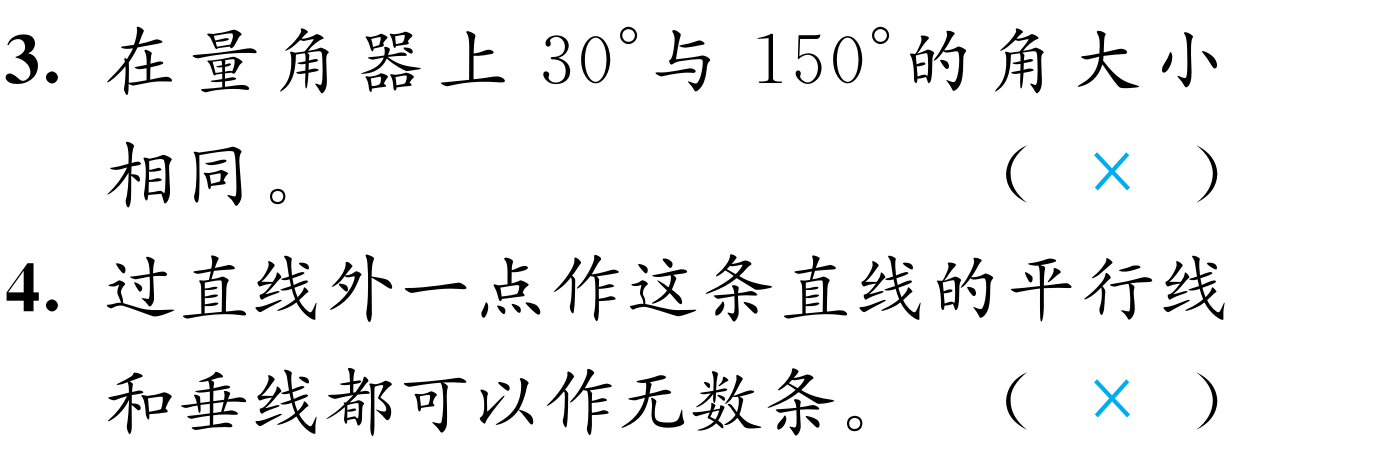 3. 在量角器上 30°与 150°的角大小
相同。 ( × )
4. 过直线外一点作这条直线的平行线
和垂线都可以作无数条。 ( × )